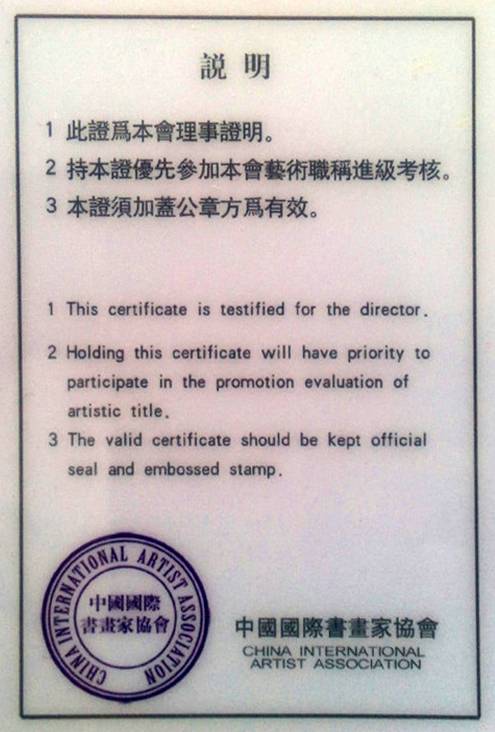 説明
1 此證爲本會理事證明。
2 持本證優先參加本會藝術職稱進級考核。
3 本證須加蓋公章方爲有效。
1 This certificate is testified for the director.
2 Holding this certificate will have priority to
participate in the promotion evaluation of
artistic title.
3 The valid certificate should be kept official
seal and embossed stamp.
CHINA INTERNATIONAL ARTIST ASSOCIATION
中國國際
書畫家協會
中國國際書畫家協會
CHINA INTERNATIONAL
ARTIST ASSOCIATION